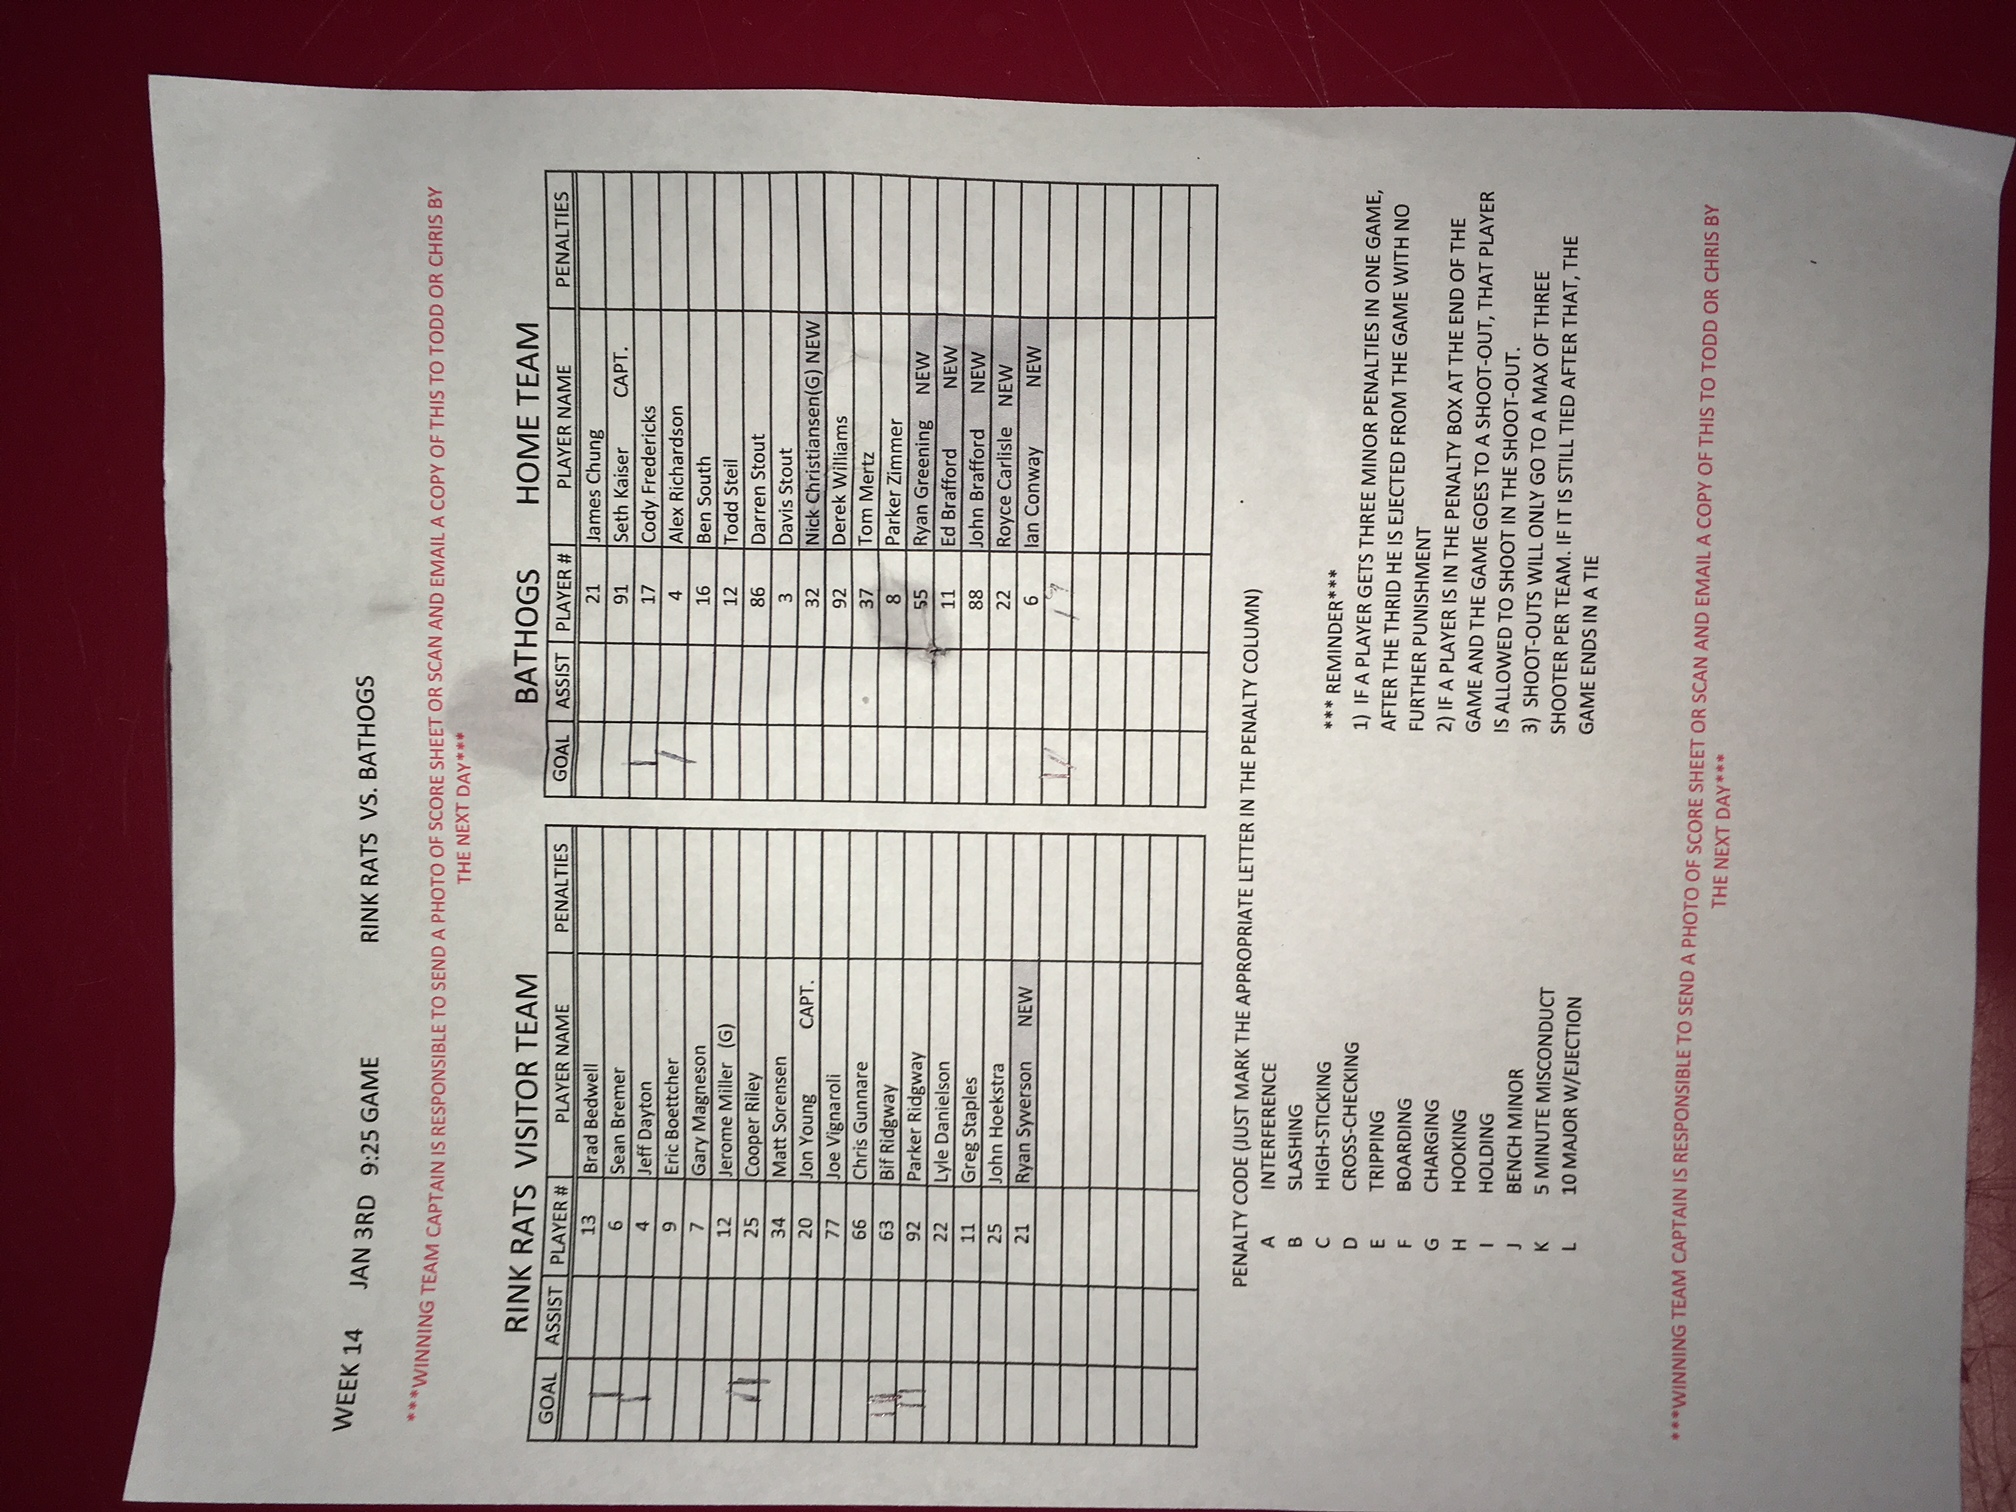 WEEK 14 JAN 3RD 9:25 GAME RINK RATS VS. BATHOGS
***WINNING TEAM CAPTAIN IS RESPONSIBLE TO SEND A PHOTO OF SCORE SHEET OR SCAN AND EMAIL A COPY OF THIS TO TODD OR CHRIS BY
THE NEXT DAY***
RINK RATS VISITOR TEAM
GOAL ASSIST PLAYER # PLAYER NAME PENALTIES
13 Brad Bedwell
6 Sean Bremer
4 Jeff Dayton
9 Eric Boettcher
7 Gary Magneson
12 Jerome Miller (G)
25 Cooper Riley
34 Matt Sorensen
20 Jon Young CAPT.
77 Joe Vignaroli
66 Chris Gunnare
63 Bif Ridgway
92 Parker Ridgway
22 Lyle Danielson
11 Greg Staples
25 John Hoekstra
21 Ryan Syverson NEW
BATHOGS HOME TEAM
GOAL ASSIST PLAYER # PLAYER NAME PENALTIES
21 James Chung
91 Seth Kaiser CAPT.
17 Cody Fredericks
4 Alex Richardson
16 Ben South
12 Todd Steil
86 Darren Stout
3 Davis Stout
32 Nick Christiansen(G) NEW
92 Derek Williams
37 Tom Mertz
8 Parker Zimmer
55 Ryan Greening NEW
11 Ed Brafford NEW
88 John Brafford NEW
22 Royce Carlisle NEW
6 Ian Conway NEW
19
PENALTY CODE (JUST MARK THE APPROPRIATE LETTER IN THE PENALTY COLUMN)
A INTERFERENCE
B SLASHING
C HIGH-STICKING
D CROSS-CHECKING
E TRIPPING
F BOARDING
G CHARGING
H HOOKING
I HOLDING
J BENCH MINOR
K 5 MINUTE MISCONDUCT
L 10 MAJOR W/EJECTION
*** REMINDER***
1) IF A PLAYER GETS THREE MINOR PENALTIES IN ONE GAME,
AFTER THE THRID HE IS EJECTED FROM THE GAME WITH NO
FURTHER PUNISHMENT
2) IF A PLAYER IS IN THE PENALTY BOX AT THE END OF THE
GAME AND THE GAME GOES TO A SHOOT-OUT, THAT PLAYER
IS ALLOWED TO SHOOT IN THE SHOOT-OUT.
3) SHOOT-OUTS WILL ONLY GO TO A MAX OF THREE
SHOOTER PER TEAM. IF IT IS STILL TIED AFTER THAT, THE
GAME ENDS IN A TIE
***WINNING TEAM CAPTAIN IS RESPONSIBLE TO SEND A PHOTO OF SCORE SHEET OR SCAN AND EMAIL A COPY OF THIS TO TODD OR CHRIS BY
THE NEXT DAY***